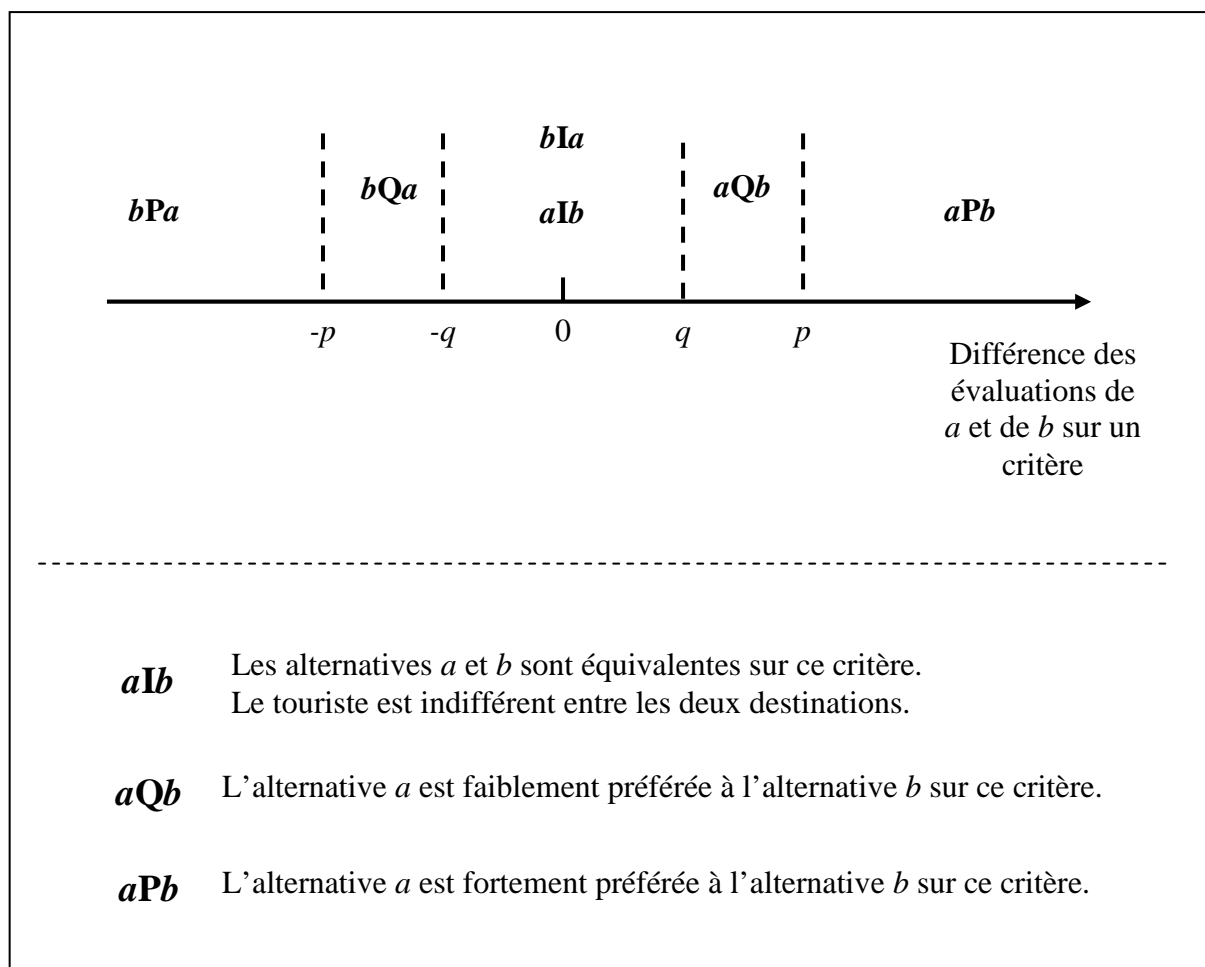 bIa
bQa aQb
bPa aIb aPb
-p -q 0 q p
Différence des
évaluations de
a et de b sur un
critère
aIb Les alternatives a et b sont équivalentes sur ce critère.
Le touriste est indifférent entre les deux destinations.
aQb L’alternative a est faiblement préférée à l’alternative b sur ce critère.
aPb L’alternative a est fortement préférée à l’alternative b sur ce critère.